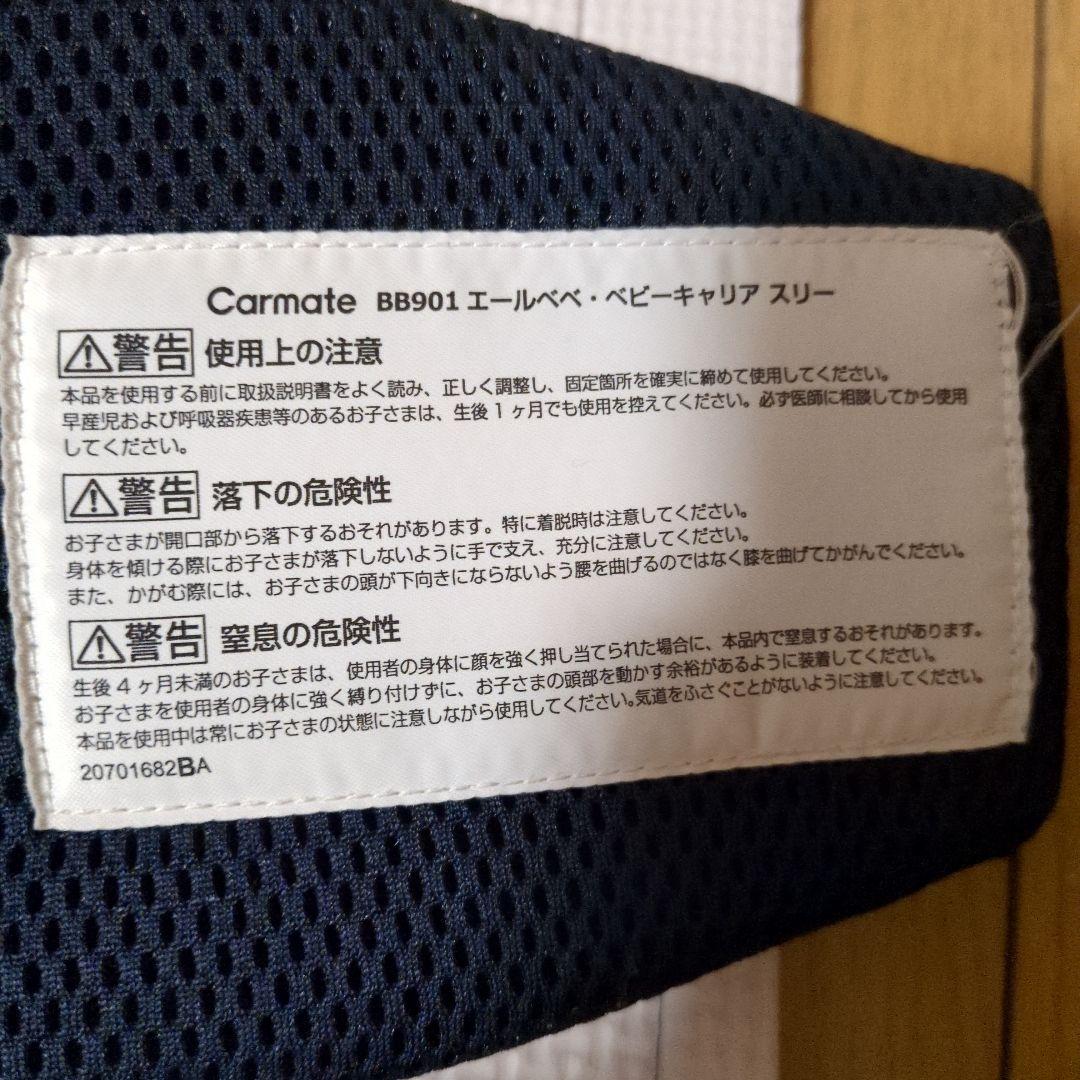 Carmate BB901 エールベベ・ベビーキャリア スリー
⚠警告 使用上の注意
本品を使用する前に取扱説明書をよく読み、正しく調整し、固定箇所を確実に締めて使用してください。
早産児および呼吸器疾患等のあるお子さまは、生後1ヶ月でも使用を控えてください。必ず医師に相談してから使用
してください。
⚠警告 落下の危険性
お子さまが開口部から落下するおそれがあります。特に着脱時は注意してください。
身体を傾ける際にお子さまが落下しないように手で支え、充分に注意してください。
また、かがむ際には、お子さまの頭が下向きにならないよう腰を曲げるのではなく膝を曲げてかがんでください。
⚠警告 窒息の危険性
生後4ヶ月未満のお子さまは、使用者の身体に顔を強く押し当てられた場合に、本品内で窒息するおそれがあります。
お子さまを使用者の身体に強く縛り付けずに、お子さまの頭部を動かす余裕があるように装着してください。
本品を使用中は常にお子さまの状態に注意しながら使用してください。気道をふさぐことがないように注意してください。
20701682BA